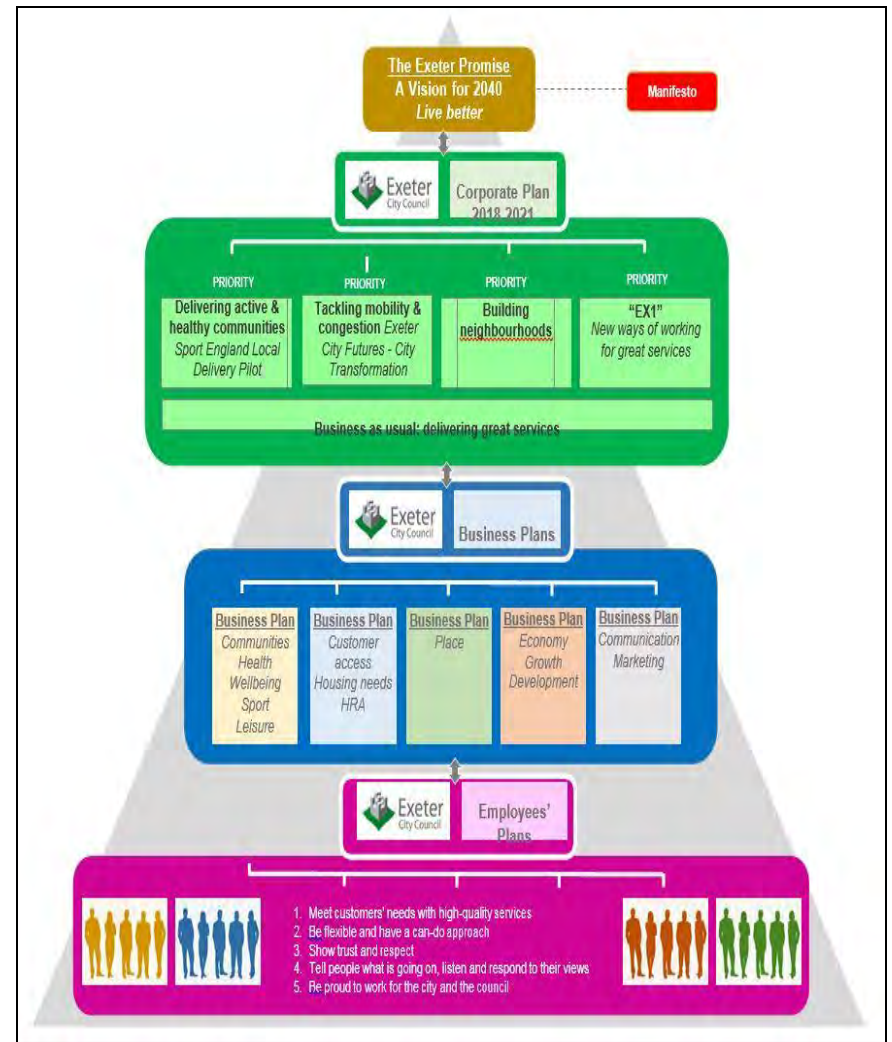 The Exeter Promise
A Vision for 2040
Live better
Manifesto
Exeter
City Council
Corporate Plan
2018 2021
PRIORITY
Delivering active &
healthy communities
Sport England Local
Delivery Pilot
PRIORITY
Tackling mobility &
congestion Exeter
City Futures - City
Transformation
PRIORITY
Building
neighbourhoods
PRIORITY
“EX1”
New ways of working
for great services
Business as usual: delivering great services
Exeter
City Council
Business Plans
Business Plan
Communities
Health
Wellbeing
Sport
Leisure
Business Plan
Customer
access
Housing needs
HRA
Business Plan
Place
Business Plan
Economy
Growth
Development
Business Plan
Communication
Marketing
Exeter
City Council
Employees’
Plans
1. Meet customers’ needs with high-quality services
2. Be flexible and have a can-do approach
3. Show trust and respect
4. Tell people what is going on, listen and respond to their views
5. Be proud to work for the city and the council